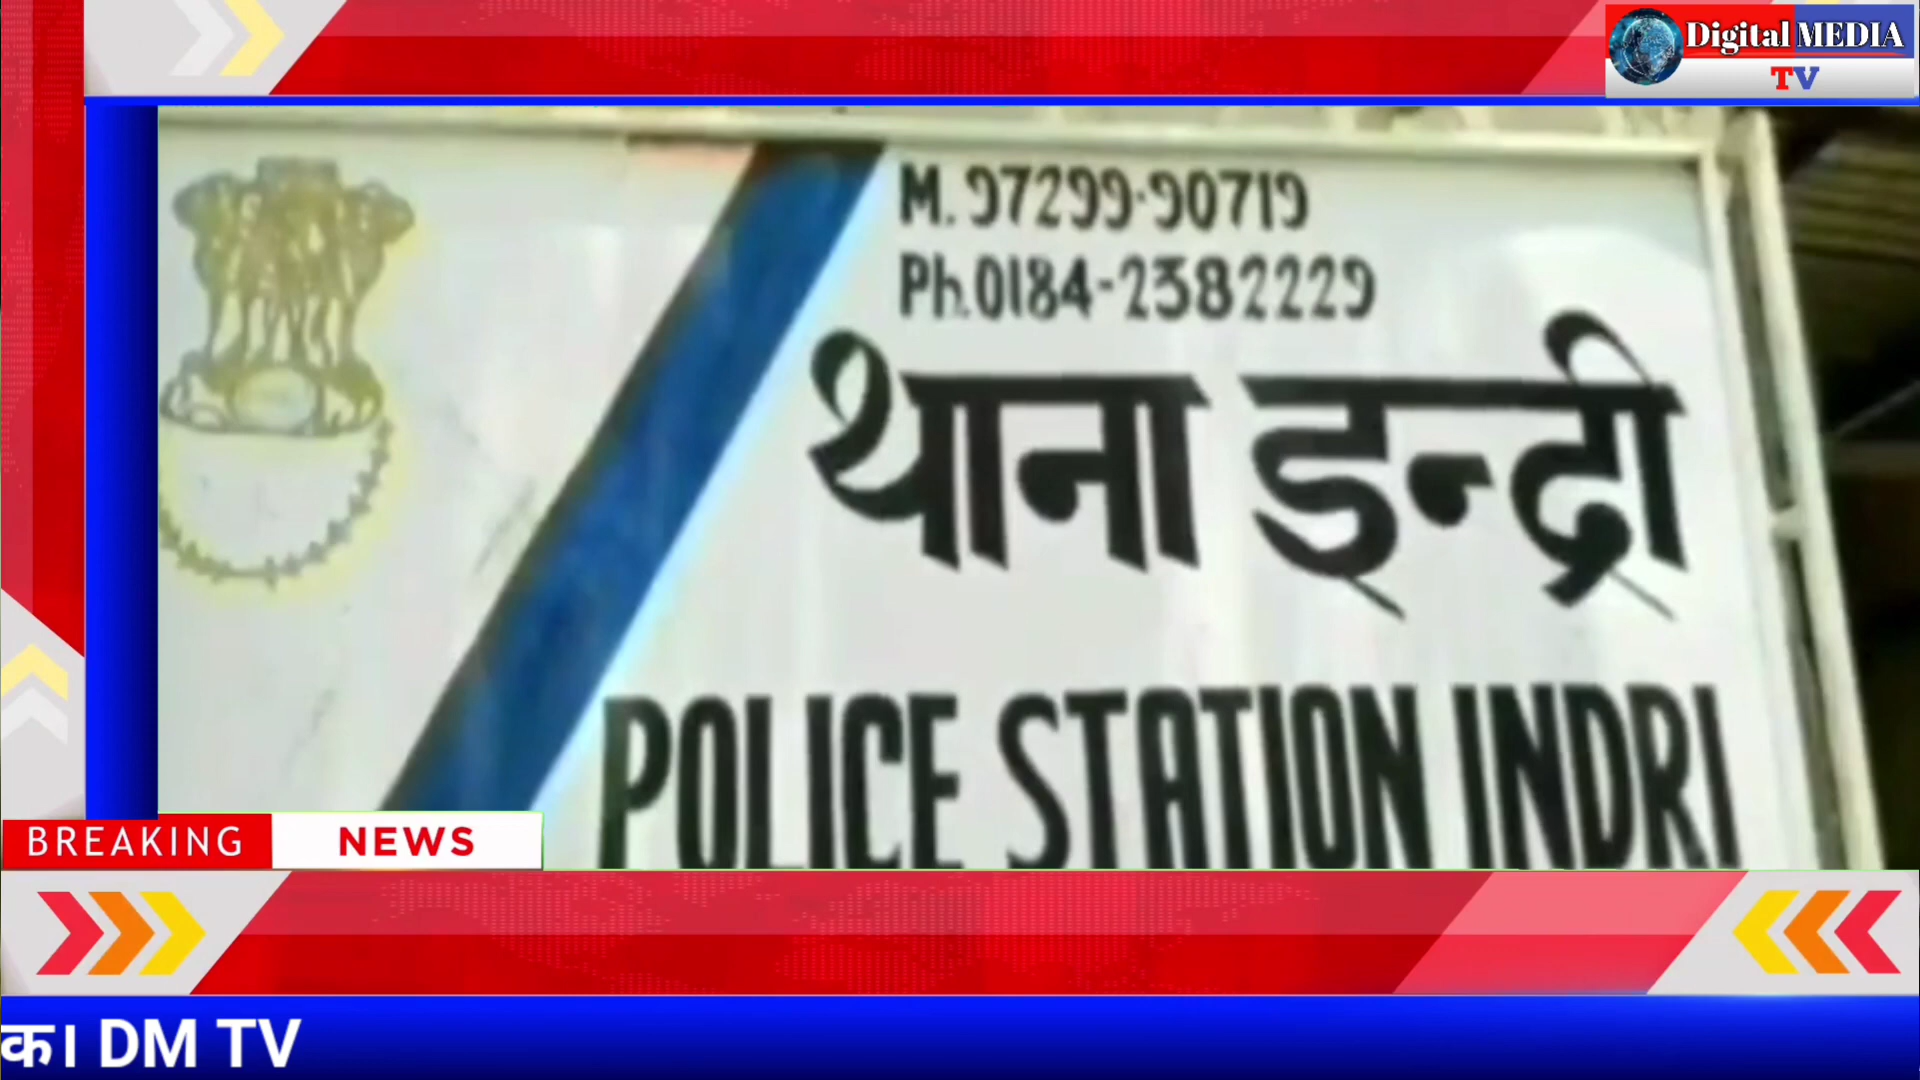 Digital MEDIA
TV
M. 97299-90719
Ph. 0184-2382229
थाना इन्द्री
POLICE STATION INDRI
BREAKING NEWS
क। DM TV